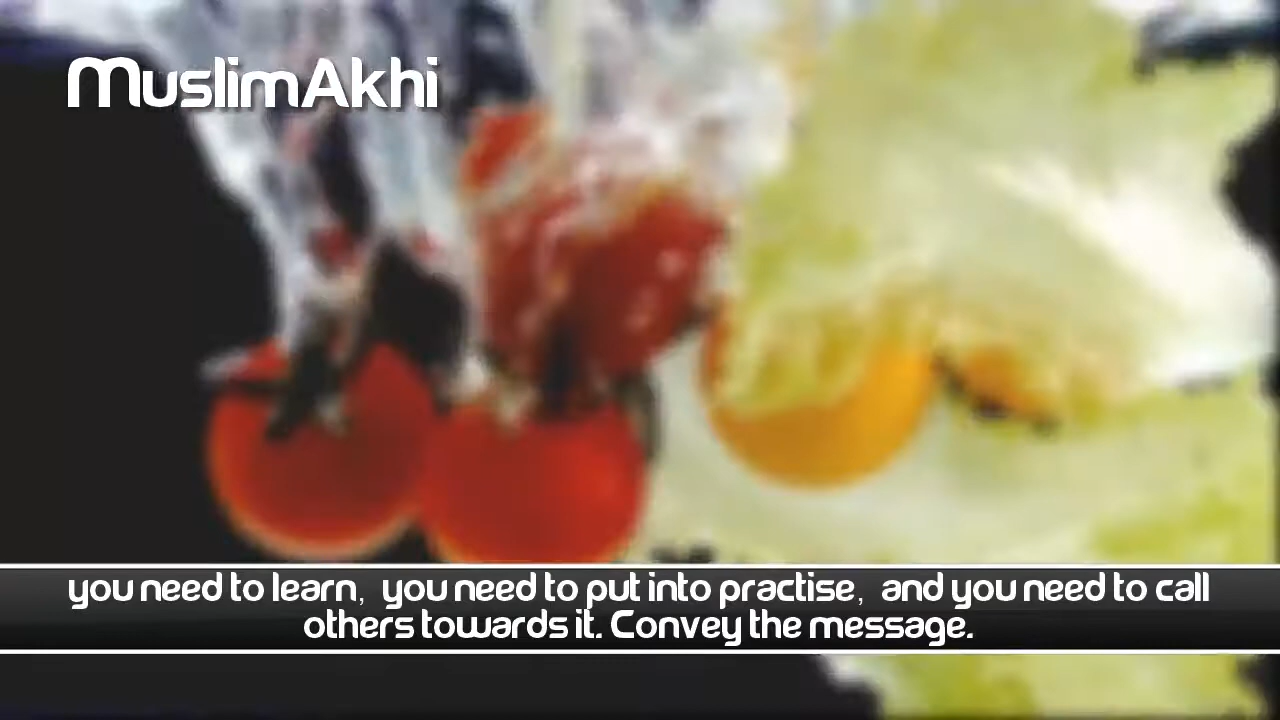 MuslimAkhi
you need to learn, you need to put into practise, and you need to call
others towards it. Convey the message.